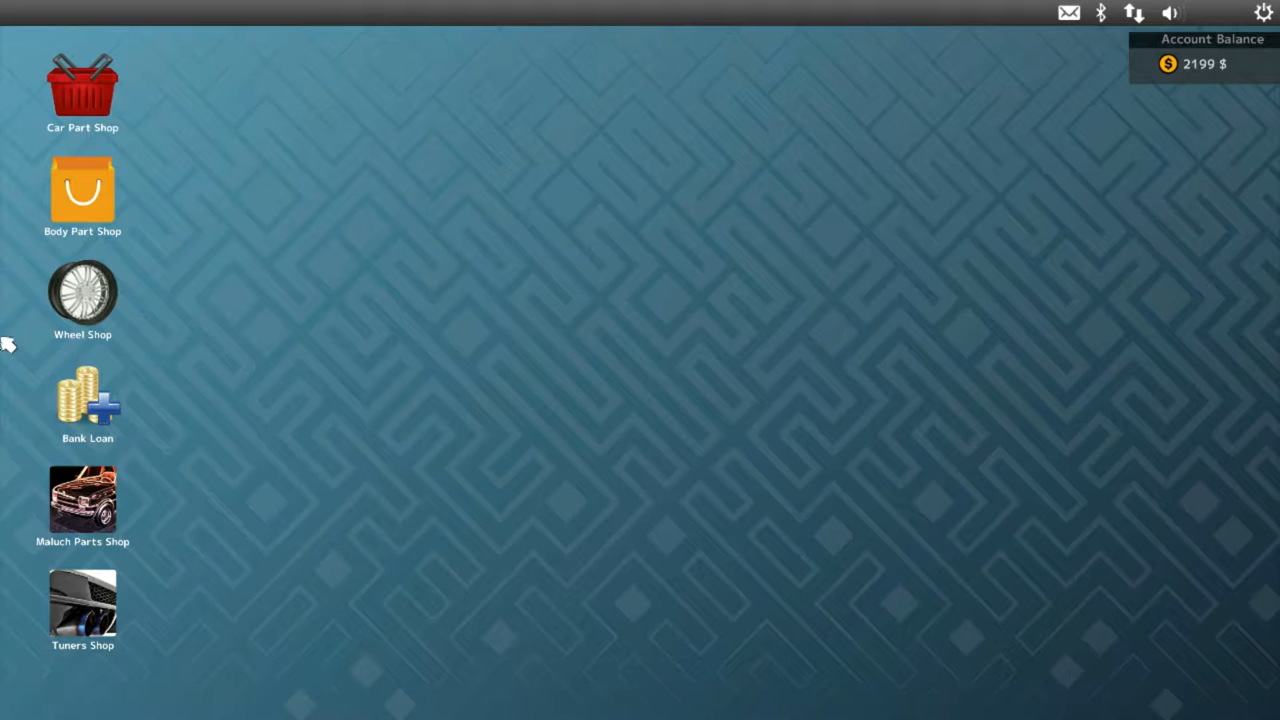 Account Balance
2199 $
Car Part Shop
Body Part Shop
Wheel Shop
Bank Loan
Maluch Parts Shop
Tuners Shop